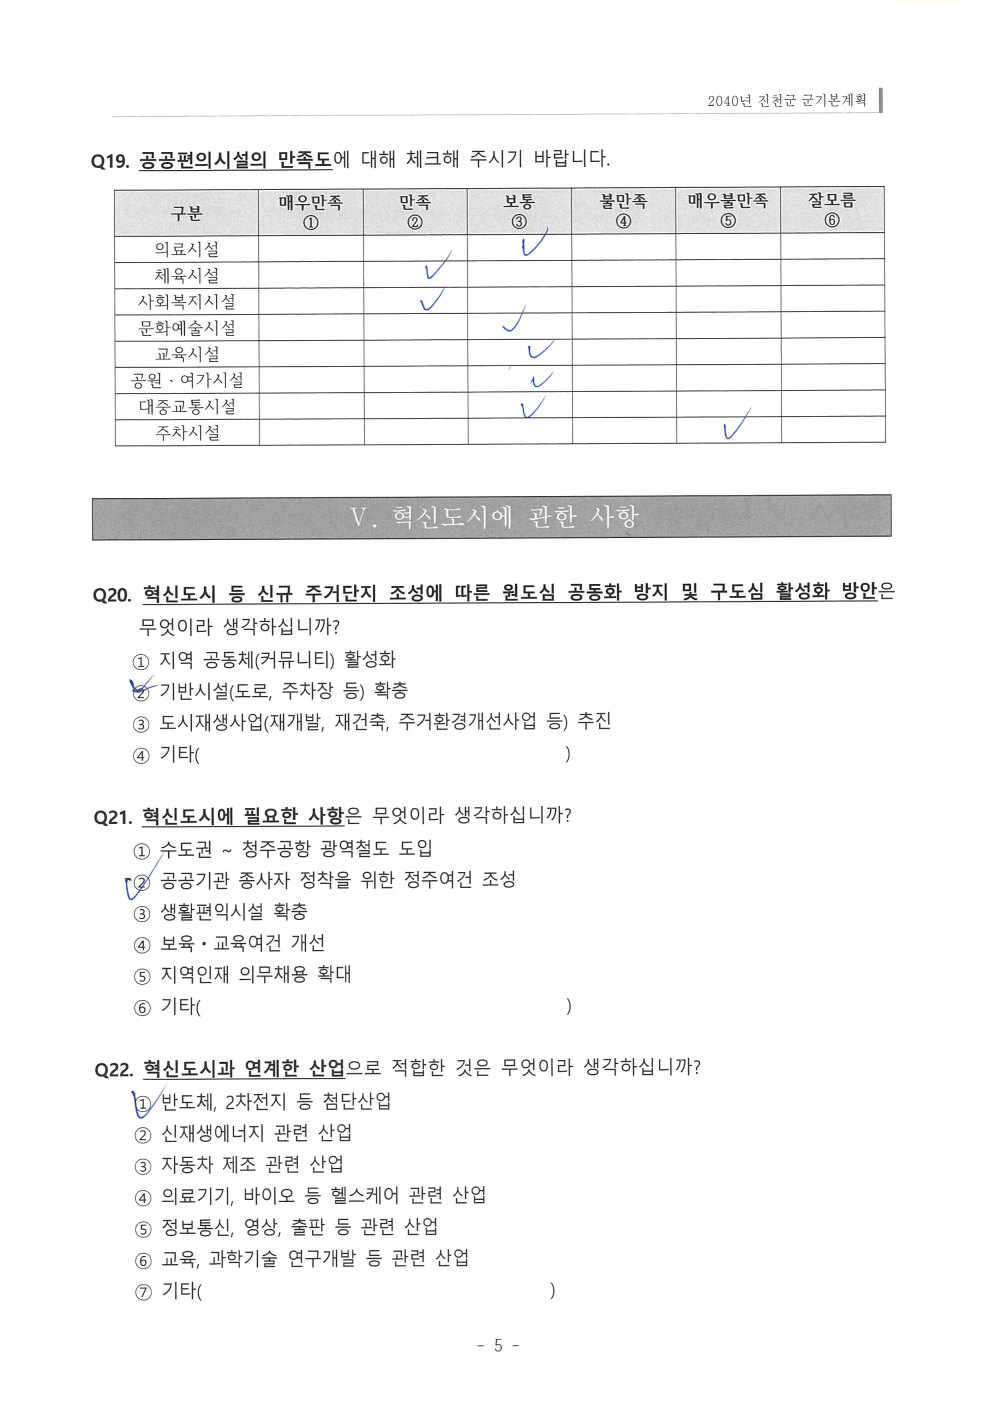 2040년 진천군 군기본계획
Q19. 공공편의시설의 만족도에 대해 체크해 주시기 바랍니다.
구분 매우만족 ① 만족 ② 보통 ③ 불만족 ④ 매우불만족 ⑤ 잘모름 ⑥
의료시설 ✓
체육시설 ✓
사회복지시설 ✓
문화예술시설 ✓
교육시설 ✓
공원ㆍ여가시설 ✓
대중교통시설 ✓
주차시설 ✓
Ⅴ. 혁신도시에 관한 사항
Q20. 혁신도시 등 신규 주거단지 조성에 따른 원도심 공동화 방지 및 구도심 활성화 방안은
무엇이라 생각하십니까?
① 지역 공동체(커뮤니티) 활성화
② 기반시설(도로, 주차장 등) 확충
③ 도시재생사업(재개발, 재건축, 주거환경개선사업 등) 추진
④ 기타( )
Q21. 혁신도시에 필요한 사항은 무엇이라 생각하십니까?
① 수도권 ~ 청주공항 광역철도 도입
② 공공기관 종사자 정착을 위한 정주여건 조성
③ 생활편익시설 확충
④ 보육・교육여건 개선
⑤ 지역인재 의무채용 확대
⑥ 기타( )
Q22. 혁신도시과 연계한 산업으로 적합한 것은 무엇이라 생각하십니까?
① 반도체, 2차전지 등 첨단산업
② 신재생에너지 관련 산업
③ 자동차 제조 관련 산업
④ 의료기기, 바이오 등 헬스케어 관련 산업
⑤ 정보통신, 영상, 출판 등 관련 산업
⑥ 교육, 과학기술 연구개발 등 관련 산업
⑦ 기타( )
- 5 -